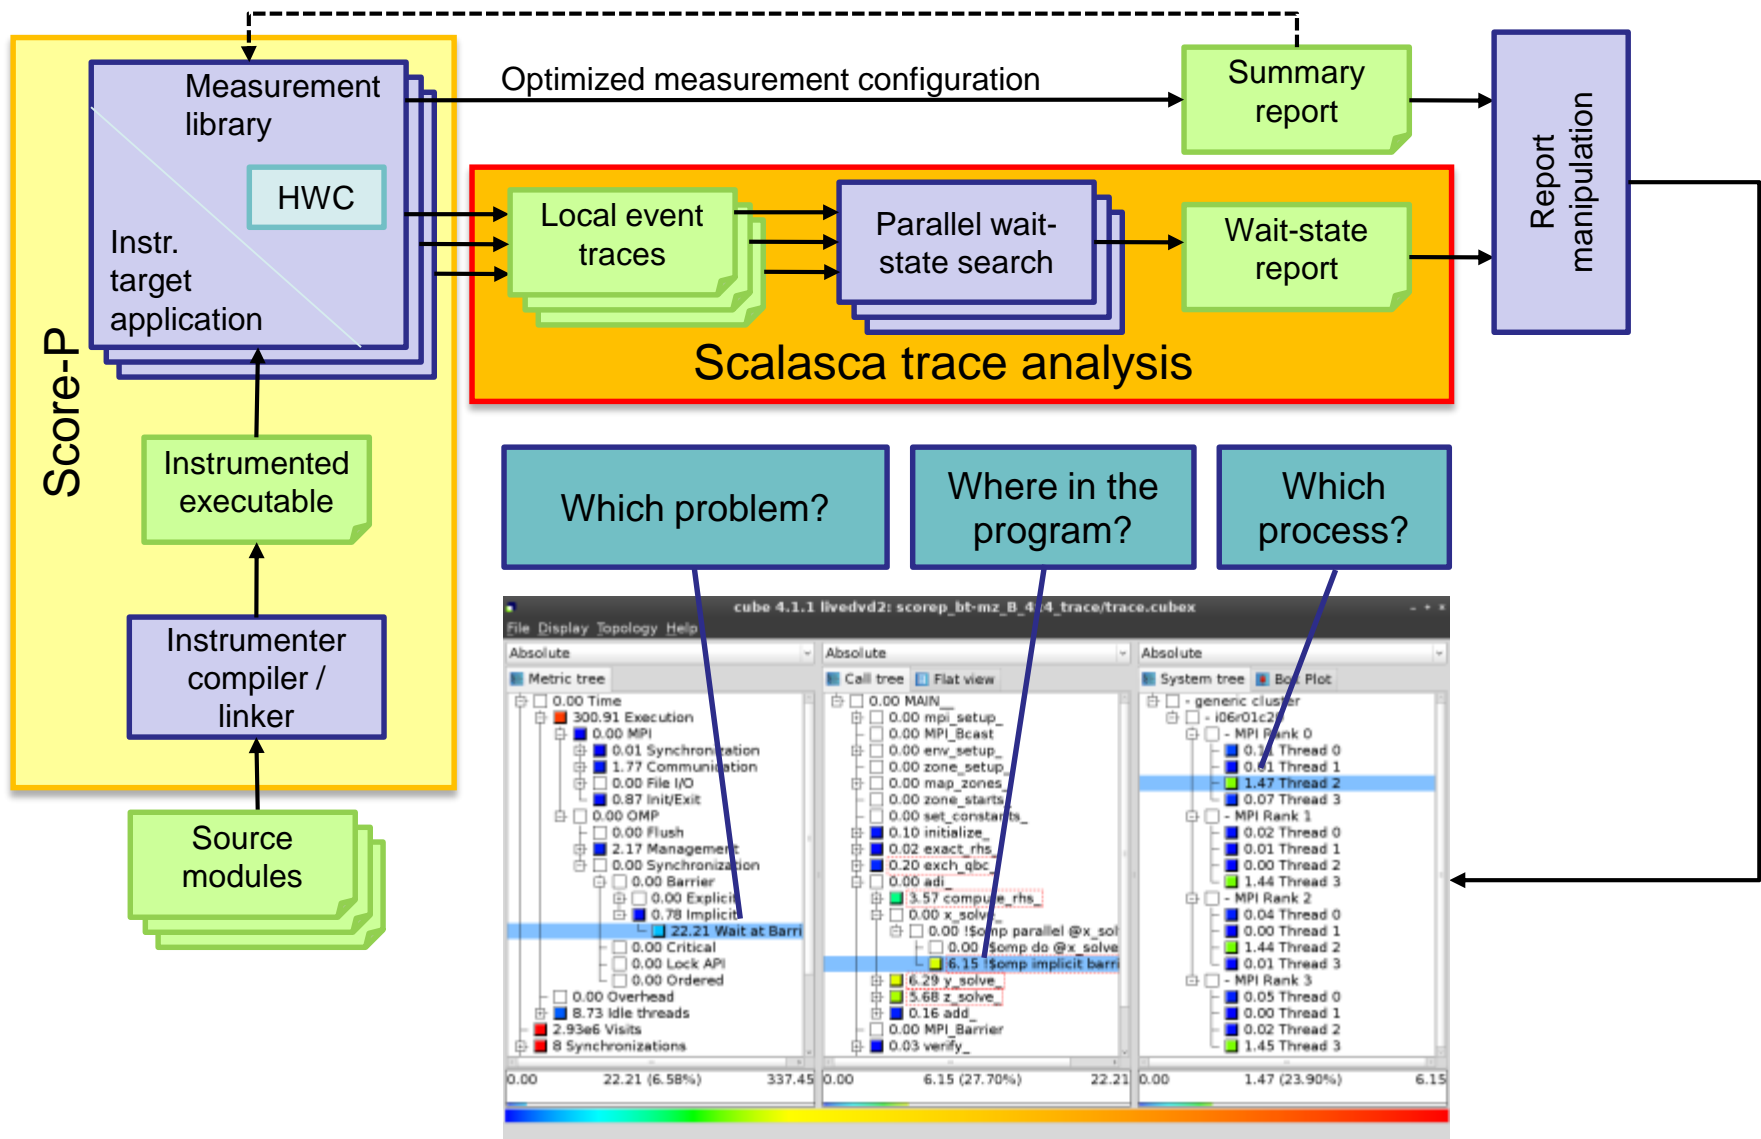 Measurement
library
HWC
Instr.
target
application
Score-P
Instrumented
executable
Instrumenter
compiler /
linker
Source
modules
Optimized measurement configuration
Summary
report
Report
manipulation
Local event
traces
Parallel wait-
state search
Wait-state
report
Scalasca trace analysis
Which problem?
Where in the
program?
Which
process?
cube 4.1.1 livedvd2: scorep_bt-mz_B_4x4_trace/trace.cubex
File Display Topology Help
Absolute
Metric tree
0.00 Time
300.91 Execution
0.00 MPI
0.01 Synchronization
1.77 Communication
0.00 File I/O
0.87 Init/Exit
0.00 OMP
0.00 Flush
2.17 Management
0.00 Synchronization
0.00 Barrier
0.00 Explicit
0.78 Implicit
22.21 Wait at Barri
0.00 Critical
0.00 Lock API
0.00 Ordered
0.00 Overhead
8.73 Idle threads
2.93e6 Visits
8 Synchronizations
0.00 22.21 (6.58%) 337.45
Absolute
Call tree Flat view
0.00 MAIN__
0.00 mpi_setup_
0.00 MPI_Bcast
0.00 env_setup_
0.00 zone_setup_
0.00 map_zones_
0.00 zone_starts_
0.00 set_constants_
0.10 initialize_
0.02 exact_rhs_
0.20 exch_qbc_
0.00 adi_
3.57 compute_rhs_
0.00 x_solve_
0.00 !$omp parallel @x_sol
0.00 !$omp do @x_solve
6.15 !$omp implicit barri
6.29 y_solve_
5.68 z_solve_
0.16 add_
0.00 MPI_Barrier
0.03 verify_
0.00 6.15 (27.70%) 22.21
Absolute
System tree Box Plot
- generic cluster
- MPI Rank 0
0.11 Thread 0
0.01 Thread 1
1.47 Thread 2
0.07 Thread 3
- MPI Rank 1
0.02 Thread 0
0.01 Thread 1
0.00 Thread 2
1.44 Thread 3
- MPI Rank 2
0.04 Thread 0
0.00 Thread 1
1.44 Thread 2
0.01 Thread 3
- MPI Rank 3
0.05 Thread 0
0.00 Thread 1
0.02 Thread 2
1.45 Thread 3
0.00 1.47 (23.90%) 6.15